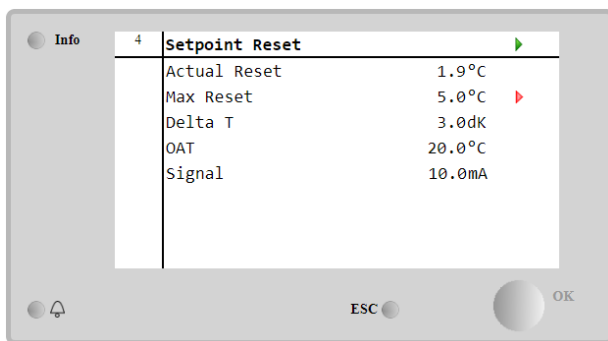 Info
4 Setpoint Reset
Actual Reset 1.9°C
Max Reset 5.0°C
Delta T 3.0dK
OAT 20.0°C
Signal 10.0mA
ESC OK